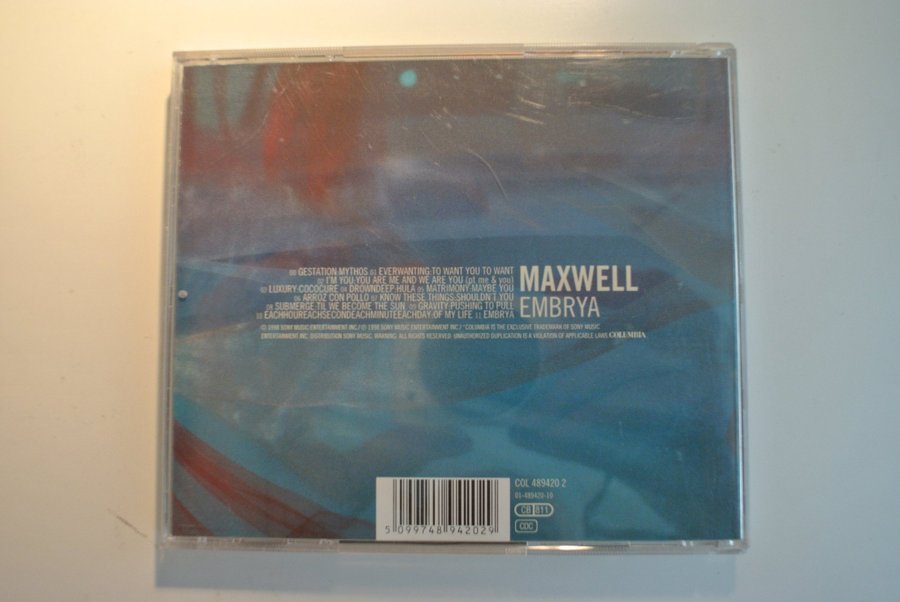 00 GESTATION:MYTHOS 01 EVERWANTING:TO WANT YOU TO WANT
02 I'M YOU:YOU ARE ME AND WE ARE YOU (pt me & you)
03 LUXURY:COCOCURE 04 DROWNDEEP:HULA 05 MATRIMONY:MAYBE YOU
06 ARROZ CON POLLO 07 KNOW THESE THINGS:SHOULDN'T YOU
08 SUBMERGE:TIL WE BECOME THE SUN 09 GRAVITY:PUSHING TO PULL
10 EACHHOUREACHSECONDEACHMINUTEEACHDAY:OF MY LIFE 11 EMBRYA
MAXWELL
EMBRYA
© 1998 SONY MUSIC ENTERTAINMENT INC./ ℗ 1998 SONY MUSIC ENTERTAINMENT INC./ "COLUMBIA" IS THE EXCLUSIVE TRADEMARK OF SONY MUSIC
ENTERTAINMENT INC. DISTRIBUTION SONY MUSIC. WARNING: ALL RIGHTS RESERVED. UNAUTHORIZED DUPLICATION IS A VIOLATION OF APPLICABLE LAWS COLUMBIA
COL 489420 2
01-489420-10
CB 811
CDC
5 099748 942029